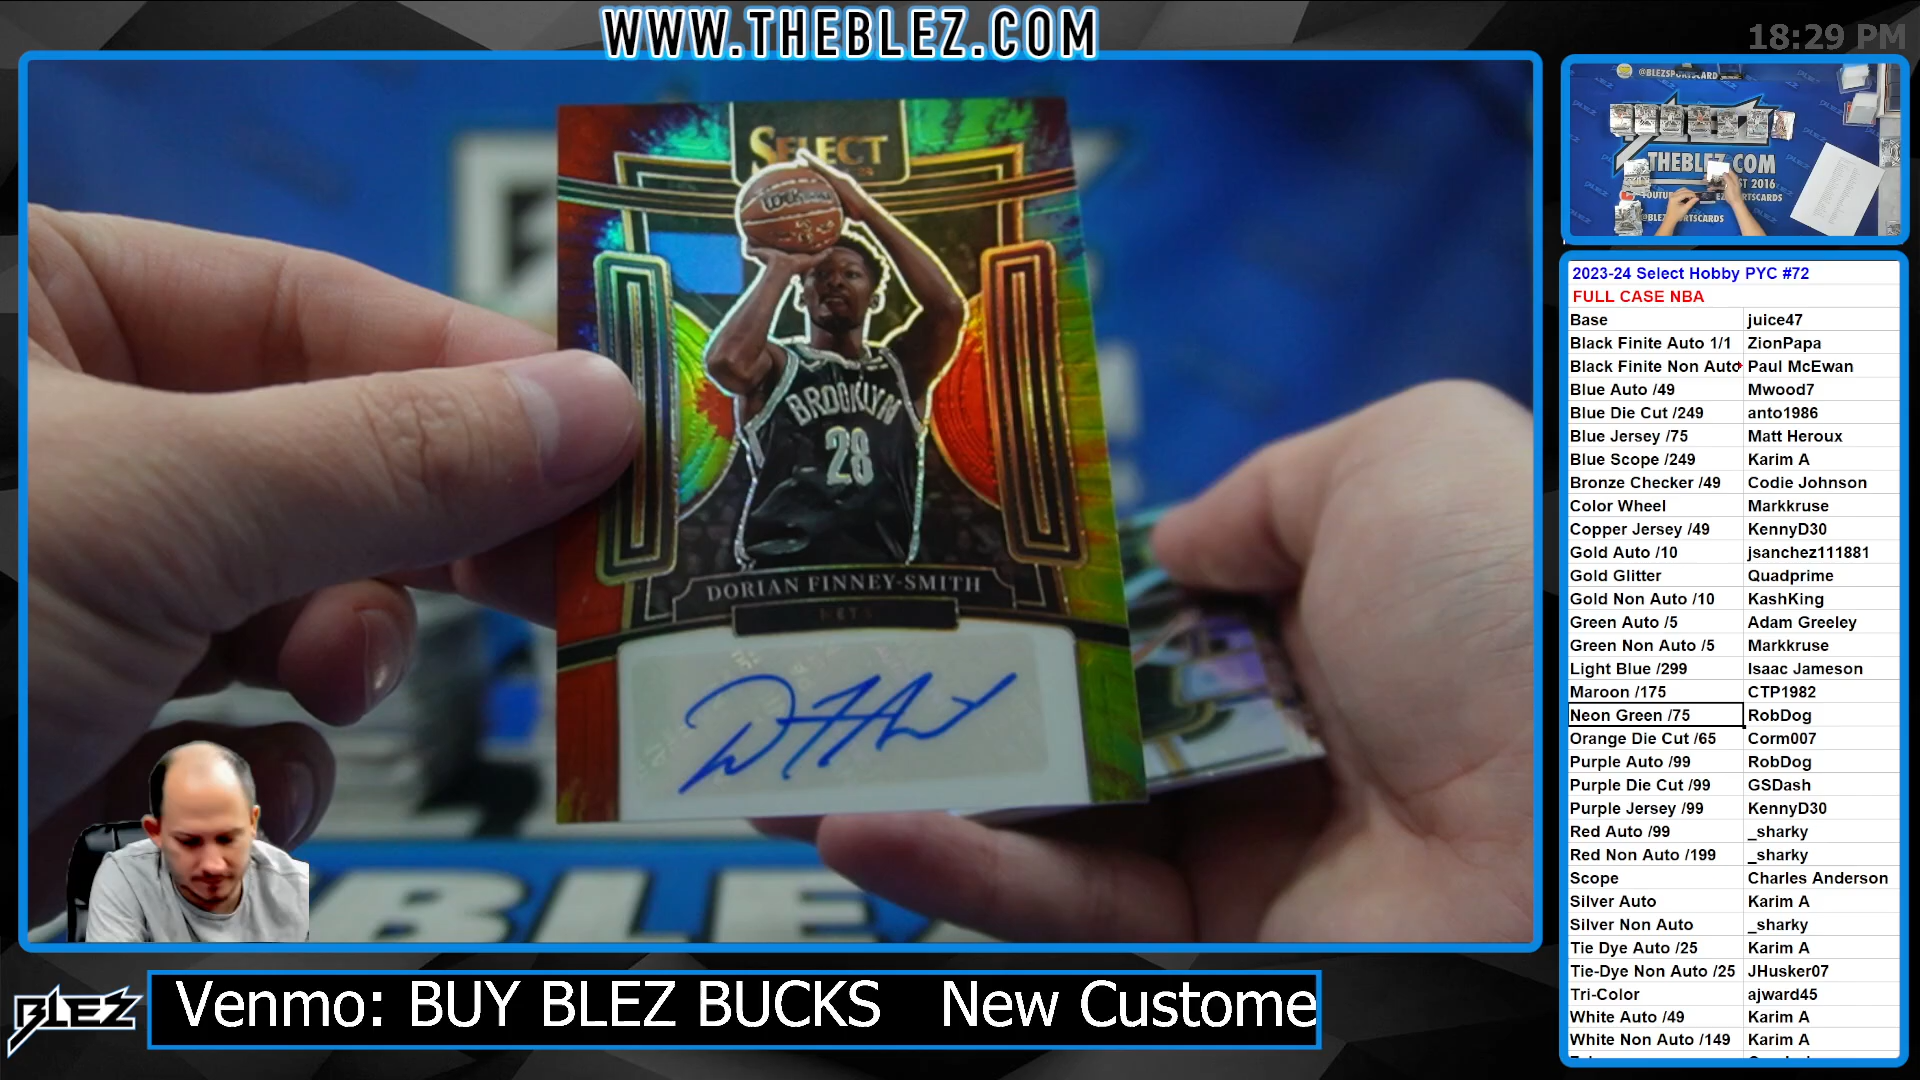 WWW.THEBLEZ.COM
18:29 PM
SELECT
Wilson
BROOKLYN
28
DORIAN FINNEY-SMITH
NETS
@BLEZSPORTSCARD
THEBLEZ.COM
ST 2016
@BLEZSPORTSCARDS
2023-24 Select Hobby PYC #72
FULL CASE NBA
Base juice47
Black Finite Auto 1/1 ZionPapa
Black Finite Non Auto Paul McEwan
Blue Auto /49 Mwood7
Blue Die Cut /249 anto1986
Blue Jersey /75 Matt Heroux
Blue Scope /249 Karim A
Bronze Checker /49 Codie Johnson
Color Wheel Markkruse
Copper Jersey /49 KennyD30
Gold Auto /10 jsanchez111881
Gold Glitter Quadprime
Gold Non Auto /10 KashKing
Green Auto /5 Adam Greeley
Green Non Auto /5 Markkruse
Light Blue /299 Isaac Jameson
Maroon /175 CTP1982
Neon Green /75 RobDog
Orange Die Cut /65 Corm007
Purple Auto /99 RobDog
Purple Die Cut /99 GSDash
Purple Jersey /99 KennyD30
Red Auto /99 _sharky
Red Non Auto /199 _sharky
Scope Charles Anderson
Silver Auto Karim A
Silver Non Auto _sharky
Tie Dye Auto /25 Karim A
Tie-Dye Non Auto /25 JHusker07
Tri-Color ajward45
White Auto /49 Karim A
White Non Auto /149 Karim A
BLEZ
Venmo: BUY BLEZ BUCKS New Custome